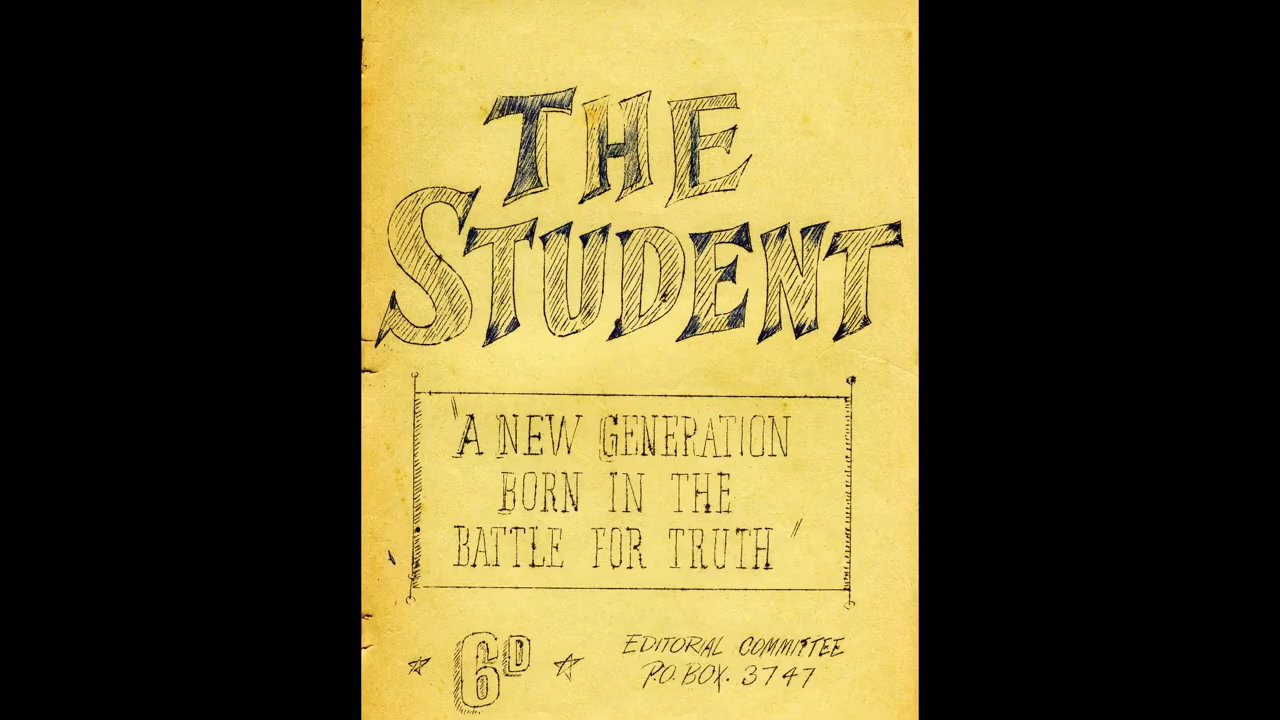 THE
STUDENT
"A NEW GENERATION
BORN IN THE
BATTLE FOR TRUTH"
6D
EDITORIAL COMMITTEE
P.O. BOX. 3747